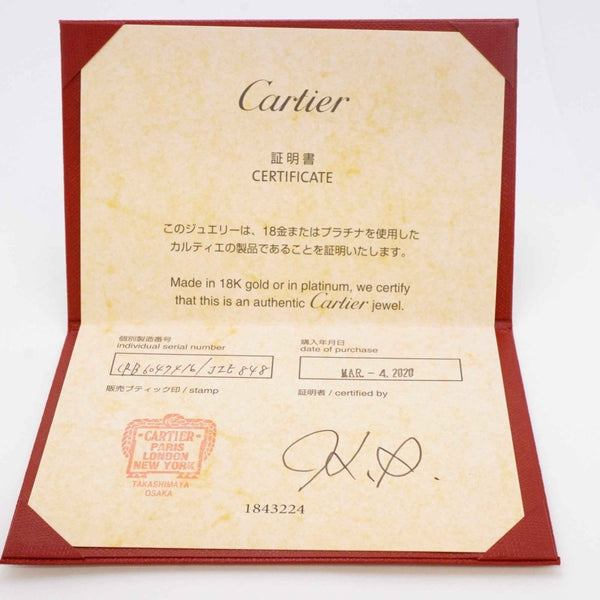 Cartier
証明書
CERTIFICATE
このジュエリーは、18金またはプラチナを使用した
カルティエの製品であることを証明いたします。
Made in 18K gold or in platinum, we certify
that this is an authentic Cartier jewel.
個別製造番号
individual serial number
CRB6047416/JZE848
販売ブティック印 / stamp
購入年月日
date of purchase
MAR. - 4. 2020
証明者 / certified by
CARTIER
PARIS
LONDON
NEW YORK
TAKASHIMAYA
OSAKA
1843224